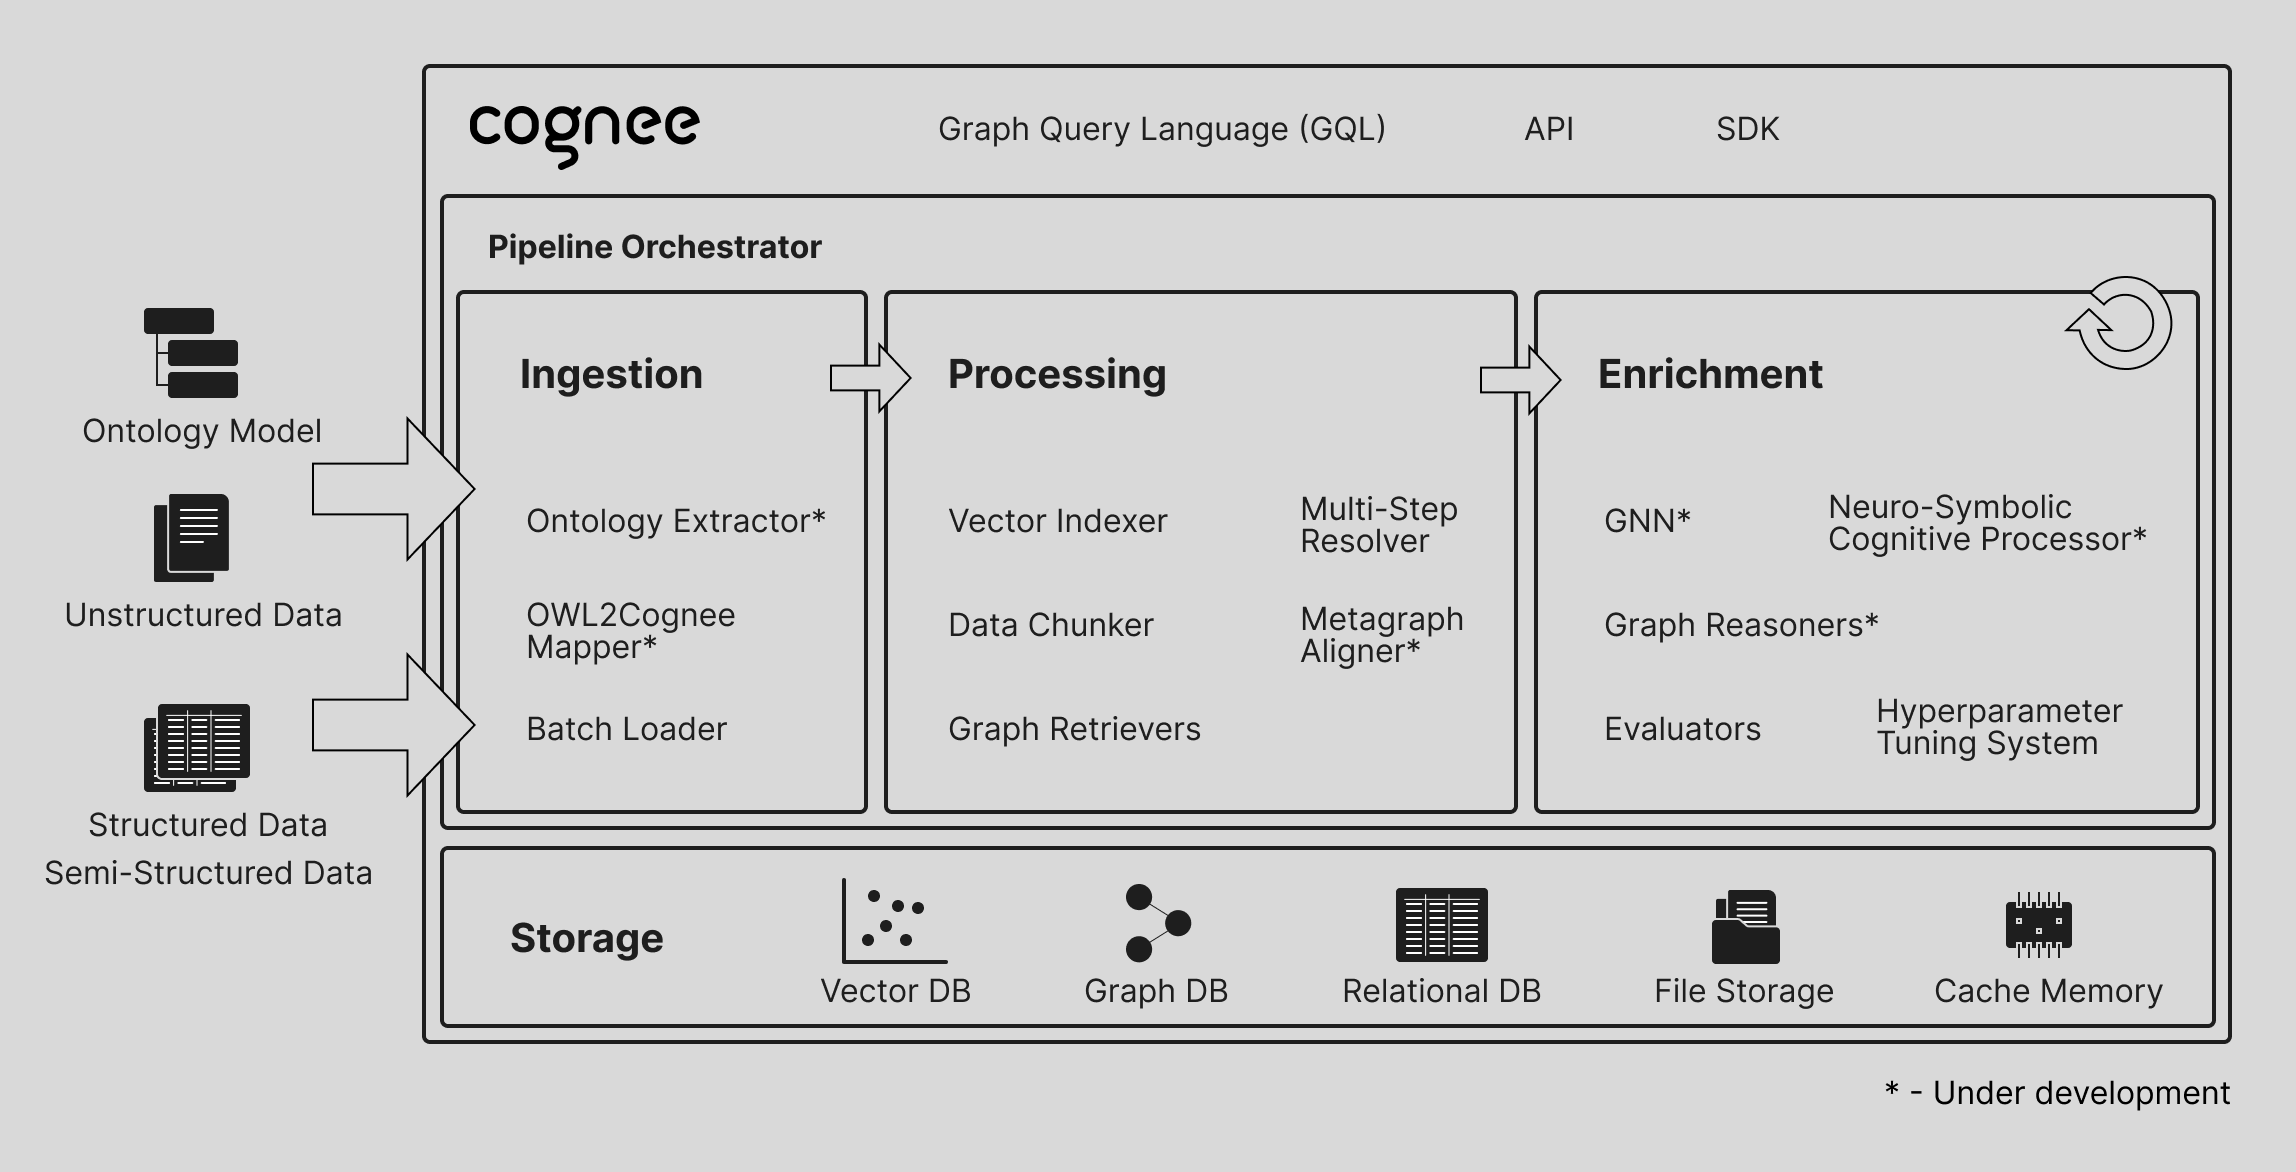 cognee
Graph Query Language (GQL)
API
SDK
Pipeline Orchestrator
Ontology Model
Unstructured Data
Structured Data
Semi-Structured Data
Ingestion
Ontology Extractor*
OWL2Cognee
Mapper*
Batch Loader
Processing
Vector Indexer
Multi-Step
Resolver
Data Chunker
Metagraph
Aligner*
Graph Retrievers
Enrichment
GNN*
Neuro-Symbolic
Cognitive Processor*
Graph Reasoners*
Evaluators
Hyperparameter
Tuning System
Storage
Vector DB
Graph DB
Relational DB
File Storage
Cache Memory
* - Under development